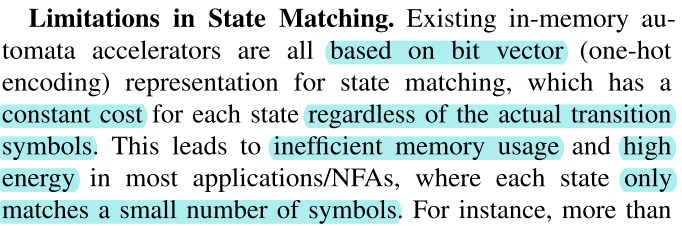 Limitations in State Matching. Existing in-memory au-
tomata accelerators are all based on bit vector (one-hot
encoding) representation for state matching, which has a
constant cost for each state regardless of the actual transition
symbols. This leads to inefficient memory usage and high
energy in most applications/NFAs, where each state only
matches a small number of symbols. For instance, more than